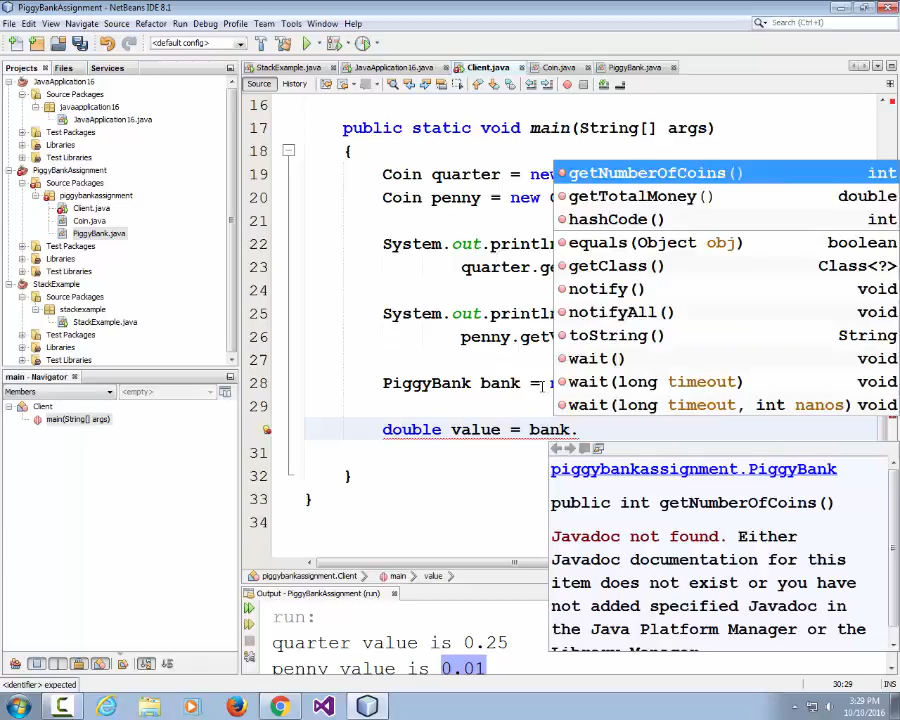 PiggyBankAssignment - NetBeans IDE 8.1
File Edit View Navigate Source Refactor Run Debug Profile Team Tools Window Help
<default config>
Search (Ctrl+I)
Projects Files Services
StackExample.java JavaApplication16.java Client.java Coin.java PiggyBank.java
Source History
JavaApplication16
Source Packages
javaapplication16
JavaApplication16.java
Test Packages
Libraries
Test Libraries
PiggyBankAssignment
Source Packages
piggybankassignment
Client.java
Coin.java
PiggyBank.java
Test Packages
Libraries
Test Libraries
StackExample
Source Packages
stackexample
StackExample.java
Test Packages
Libraries
Test Libraries
main - Navigator
Members <empty>
Client
main(String[] args)
16
17 public static void main(String[] args)
18 {
19 Coin quarter = new
20 Coin penny = new
21
22 System.out.println
23 quarter.ge
24
25 System.out.println
26 penny.getV
27
28 PiggyBank bank =
29
double value = bank.
31
32 }
33 }
34
getNumberOfCoins() int
getTotalMoney() double
hashCode() int
equals(Object obj) boolean
getClass() Class<?>
notify() void
notifyAll() void
toString() String
wait() void
wait(long timeout) void
wait(long timeout, int nanos) void
piggybankassignment.PiggyBank
public int getNumberOfCoins()
Javadoc not found. Either
Javadoc documentation for this
item does not exist or you have
not added specified Javadoc in
the Java Platform Manager or the
Library Manager.
piggybankassignment.Client main value
Output - PiggyBankAssignment (run)
run:
quarter value is 0.25
penny value is 0.01
<identifier> expected
30:29 INS
3:29 PM
10/10/2016